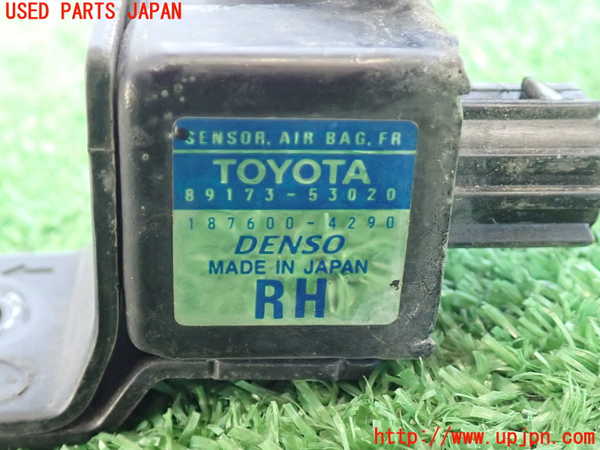 USED PARTS JAPAN
SENSOR, AIR BAG, FR
TOYOTA
89173-53020
187600-4290
DENSO
MADE IN JAPAN
RH
http://www.upjpn.com/